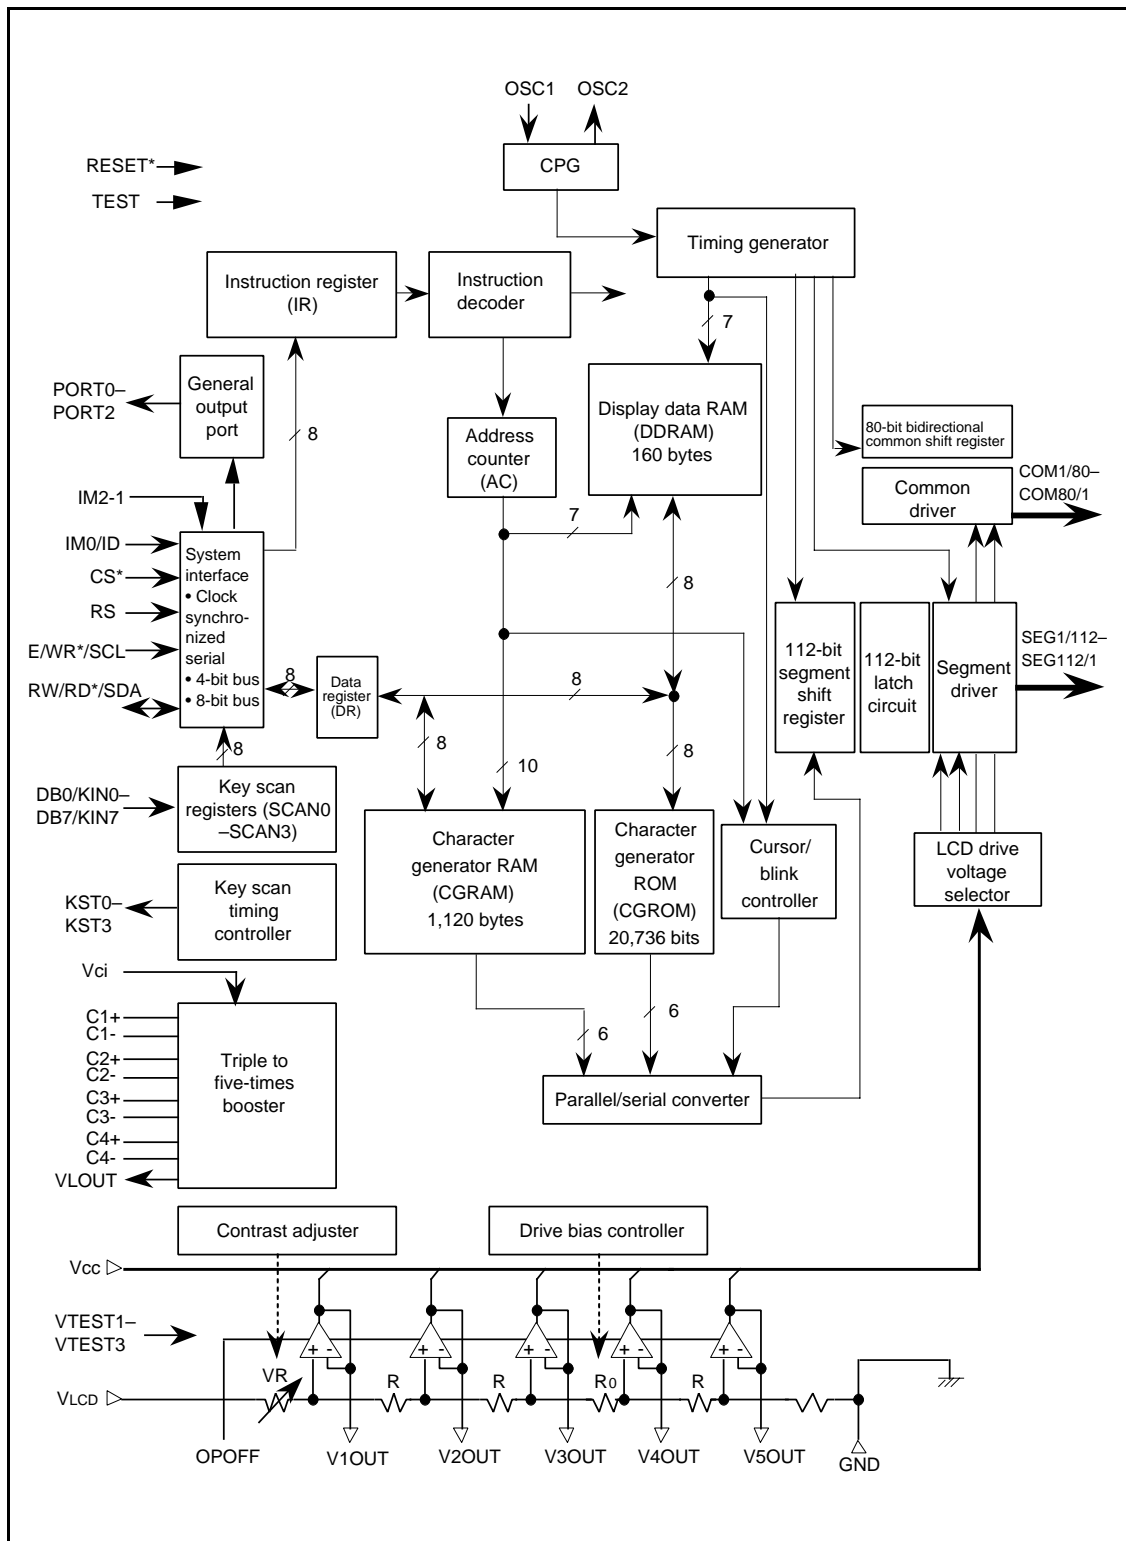 OSC1
OSC2
CPG
RESET*
TEST
Timing generator
Instruction register
(IR)
Instruction
decoder
7
General
output
port
PORT0–
PORT2
8
Address
counter
(AC)
Display data RAM
(DDRAM)
160 bytes
80-bit bidirectional
common shift register
Common
driver
COM1/80–
COM80/1
IM2-1
IM0/ID
CS*
RS
E/WR*/SCL
RW/RD*/SDA
System
interface
• Clock
synchro-
nized
serial
• 4-bit bus
• 8-bit bus
7
8
8
Data
register
(DR)
8
8
10
8
112-bit
segment
shift
register
112-bit
latch
circuit
Segment
driver
SEG1/112–
SEG112/1
8
DB0/KIN0–
DB7/KIN7
Key scan
registers (SCAN0
–SCAN3)
Character
generator RAM
(CGRAM)
1,120 bytes
Character
generator
ROM
(CGROM)
20,736 bits
Cursor/
blink
controller
LCD drive
voltage
selector
KST0–
KST3
Key scan
timing
controller
Vci
C1+
C1-
C2+
C2-
C3+
C3-
C4+
C4-
VLOUT
Triple to
five-times
booster
6
6
Parallel/serial converter
Contrast adjuster
Drive bias controller
Vcc
VTEST1–
VTEST3
+ -
+ -
+ -
+ -
+ -
VR
R
R
R0
R
VLCD
OPOFF
V1OUT
V2OUT
V3OUT
V4OUT
V5OUT
GND